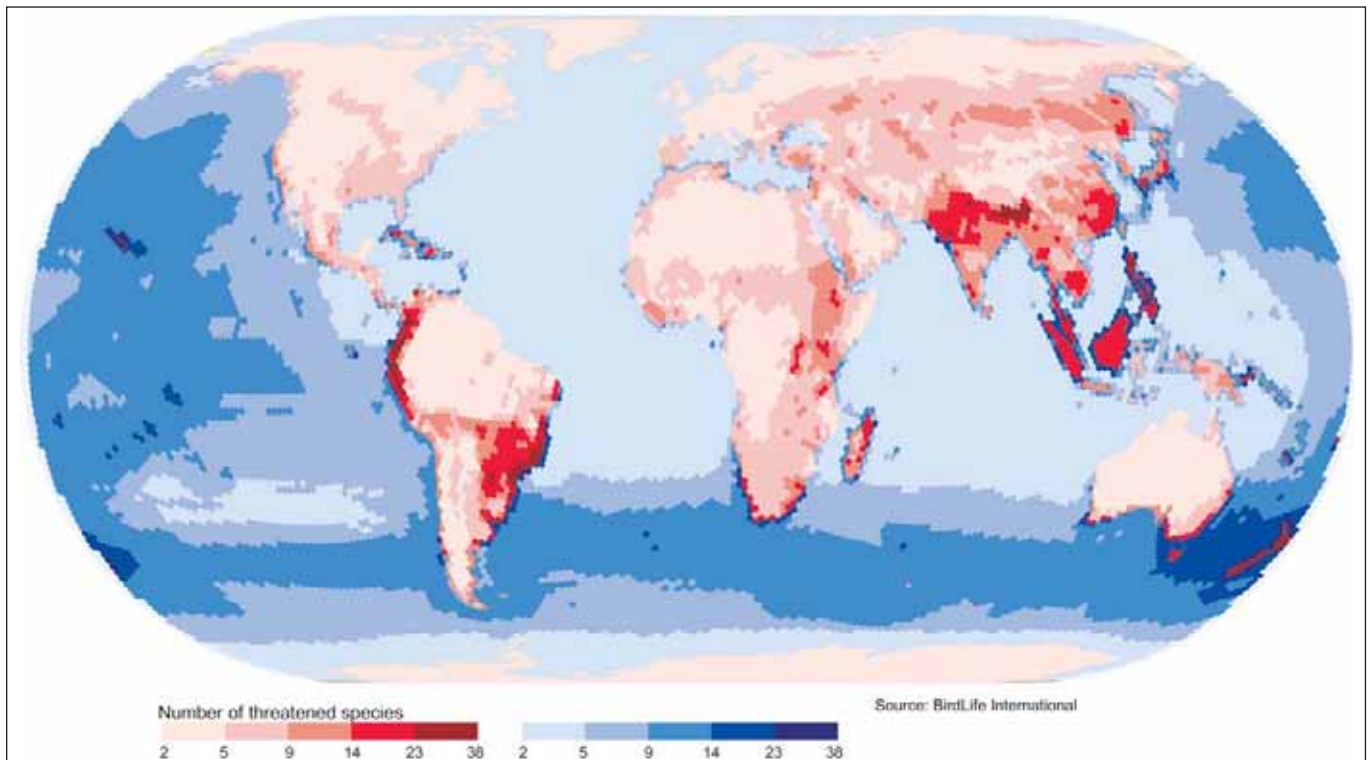 Number of threatened species
2 5 9 14 23 38
2 5 9 14 23 38
Source: BirdLife International